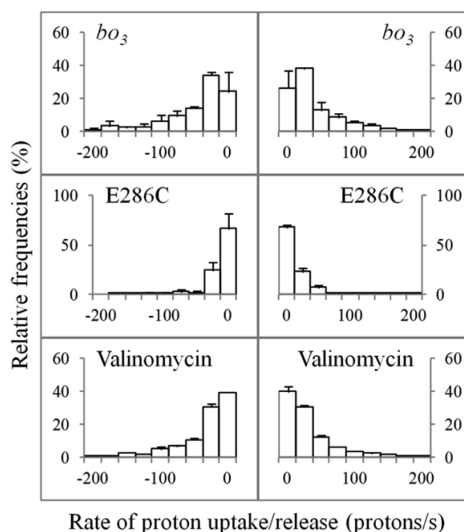 bo3 bo3
60 60
40 40
20 20
0 0
-200 -100 0 0 100 200
E286C E286C
100 100
50 50
0 0
-200 -100 0 0 100 200
Valinomycin Valinomycin
60 60
40 40
20 20
0 0
-200 -100 0 0 100 200
Relative frequencies (%)
Rate of proton uptake/release (protons/s)